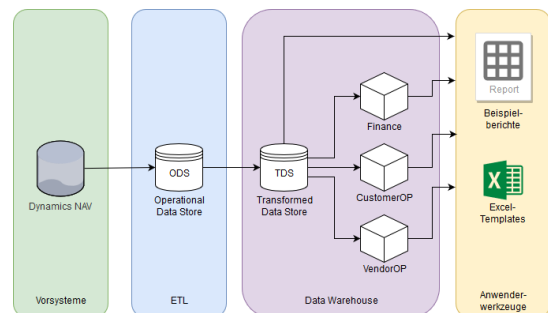 Report
Beispiel-
berichte
Finance
ODS
TDS
Dynamics NAV
Operational
Data Store
Transformed
Data Store
CustomerOP
X
Excel-
Templates
VendorOP
Vorsysteme
ETL
Data Warehouse
Anwender-
werkzeuge